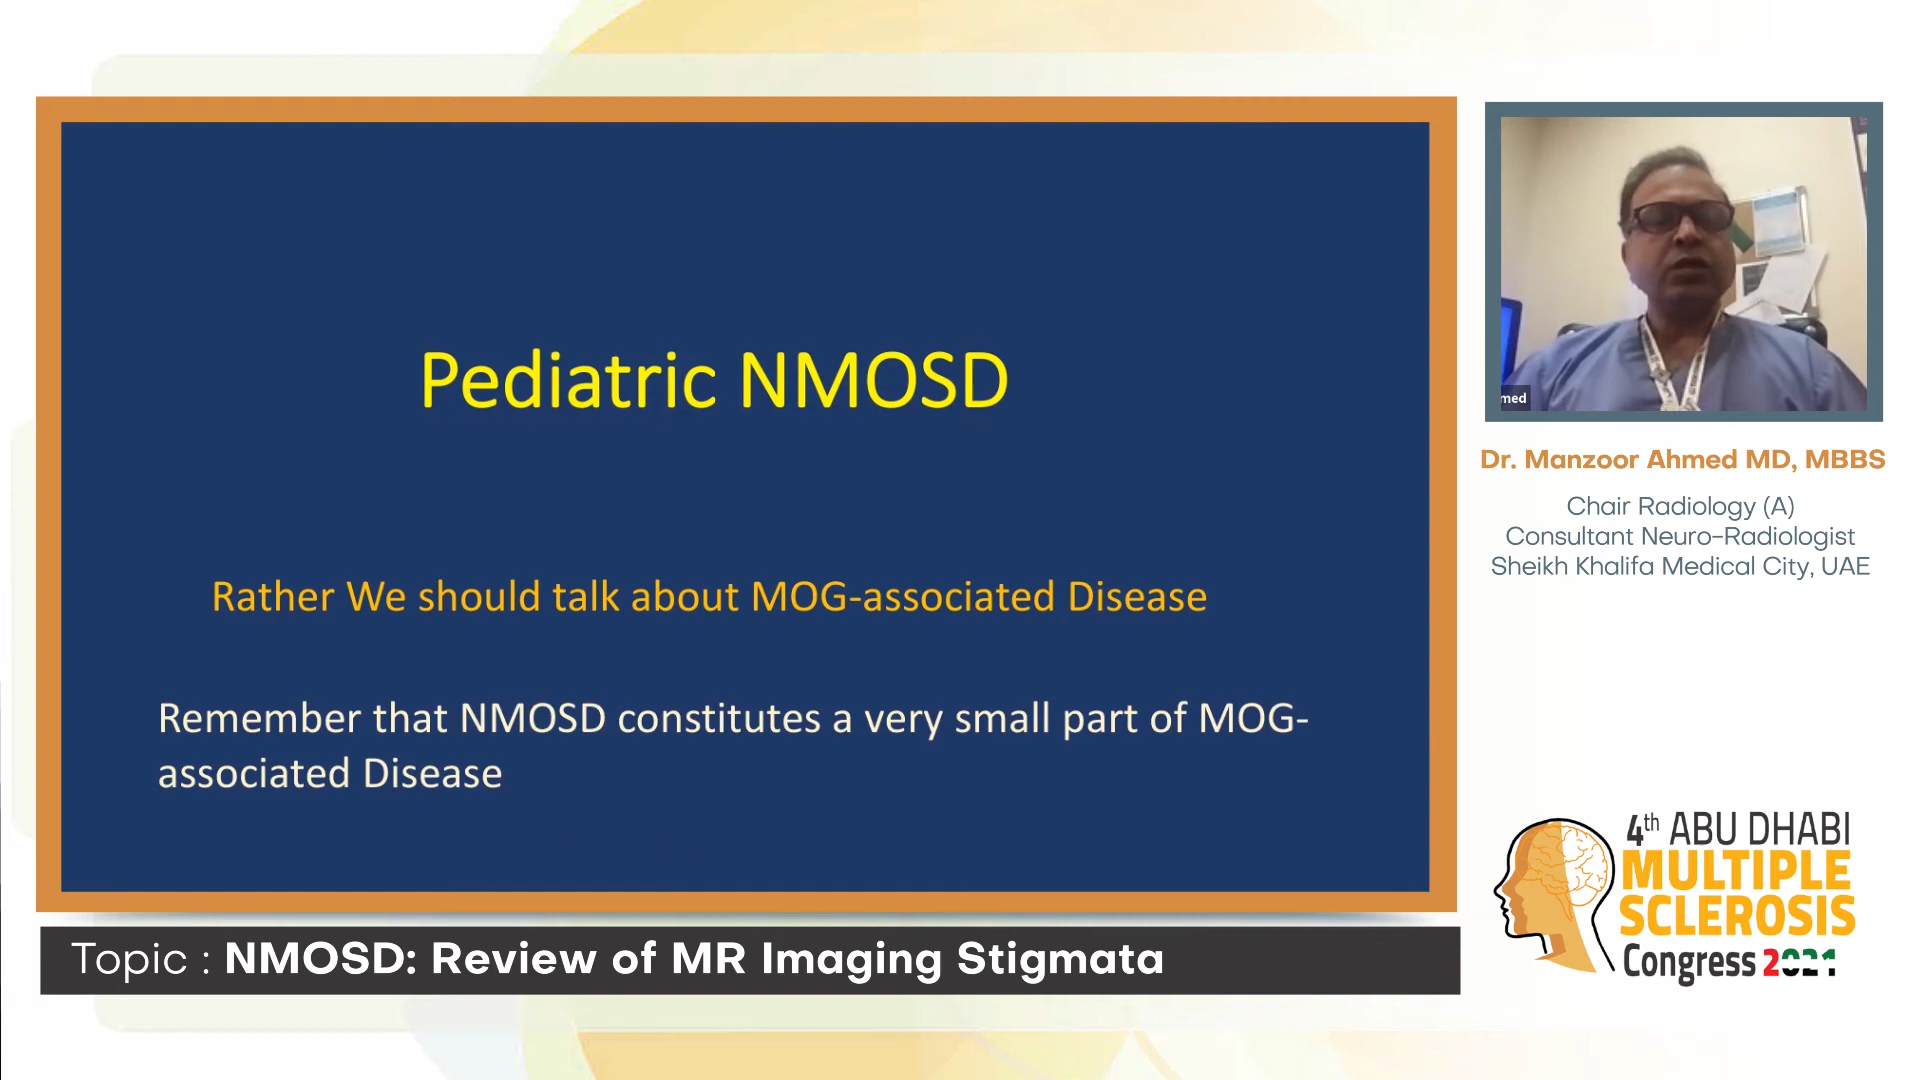 Pediatric NMOSD
Rather We should talk about MOG-associated Disease
Remember that NMOSD constitutes a very small part of MOG-
associated Disease
med
Dr. Manzoor Ahmed MD, MBBS
Chair Radiology (A)
Consultant Neuro-Radiologist
Sheikh Khalifa Medical City, UAE
4th ABU DHABI
MULTIPLE
SCLEROSIS
Congress 2021
Topic : NMOSD: Review of MR Imaging Stigmata